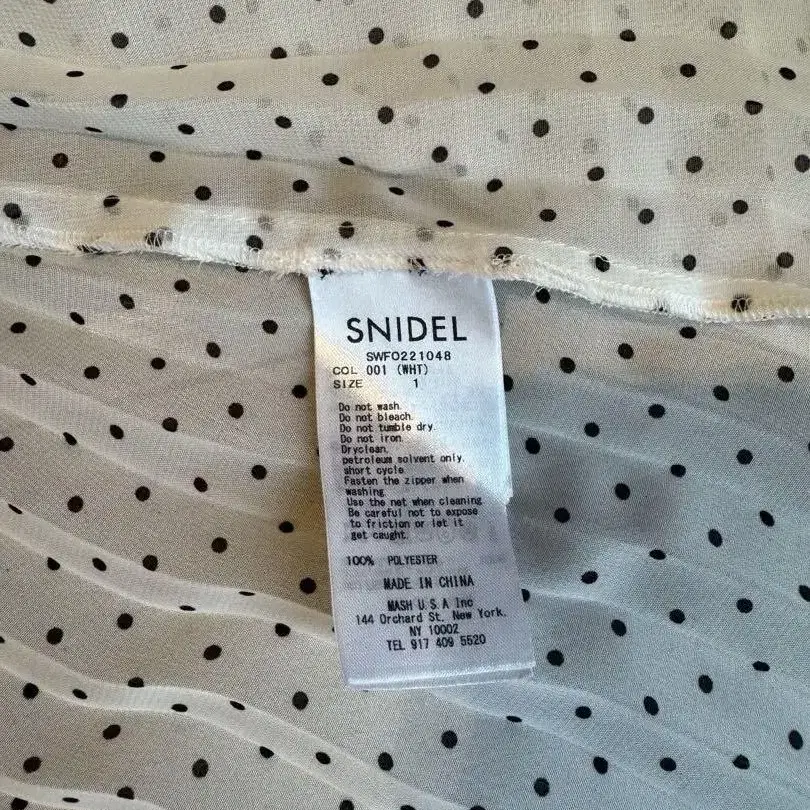 SNIDEL
SWFO221048
COL 001 (WHT)
SIZE 1
Do not wash.
Do not bleach.
Do not tumble dry.
Do not iron.
Dryclean,
petroleum solvent only.
short cycle.
Fasten the zipper when
washing.
Use the net when cleaning.
Be careful not to expose
to friction or let it
get caught.
100% POLYESTER
MADE IN CHINA
MASH U.S.A Inc
144 Orchard St. New York.
NY 10002
TEL 917 409 5520